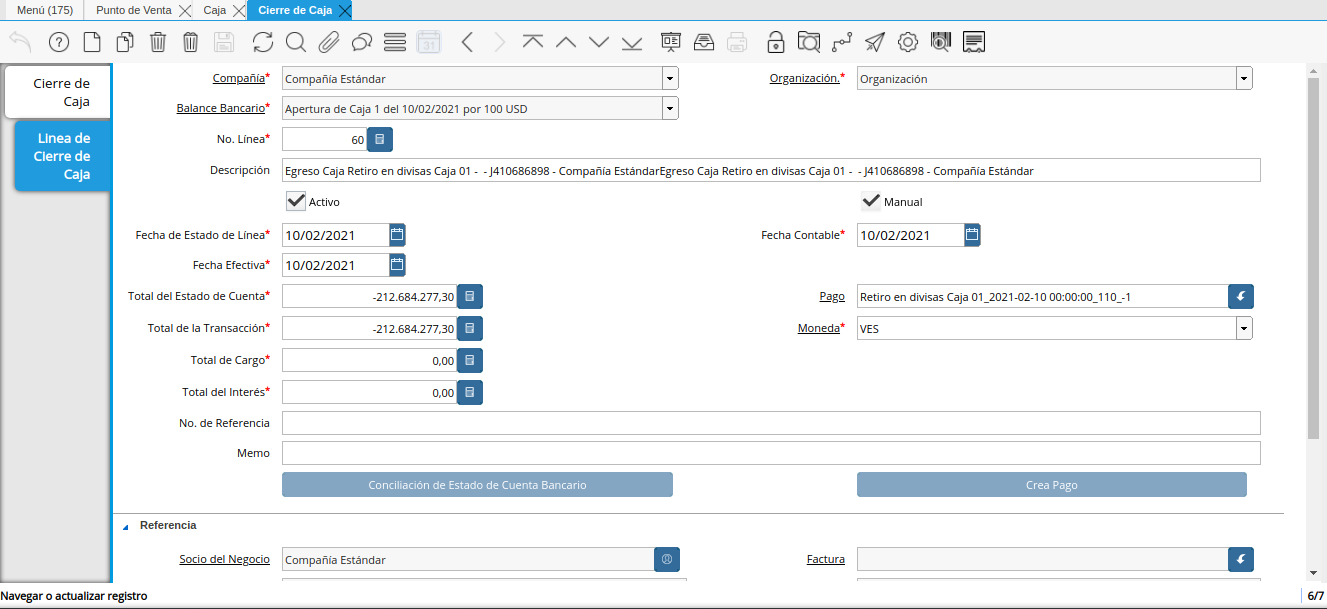 Menú (175) Punto de Venta Caja Cierre de Caja
31
Cierre de
Caja
Linea de
Cierre de
Caja
Compañía* Compañía Estándar Organización.* Organización
Balance Bancario* Apertura de Caja 1 del 10/02/2021 por 100 USD
No. Línea* 60
Descripción Egreso Caja Retiro en divisas Caja 01 - - J410686898 - Compañía EstándarEgreso Caja Retiro en divisas Caja 01 - - J410686898 - Compañía Estándar
Activo Manual
Fecha de Estado de Línea* 10/02/2021 Fecha Contable* 10/02/2021
Fecha Efectiva* 10/02/2021
Total del Estado de Cuenta* -212.684.277,30 Pago Retiro en divisas Caja 01_2021-02-10 00:00:00_110_-1
Total de la Transacción* -212.684.277,30 Moneda* VES
Total de Cargo* 0,00
Total del Interés* 0,00
No. de Referencia
Memo
Conciliación de Estado de Cuenta Bancario Crea Pago
Referencia
Socio del Negocio Compañía Estándar Factura
Navegar o actualizar registro 6/7